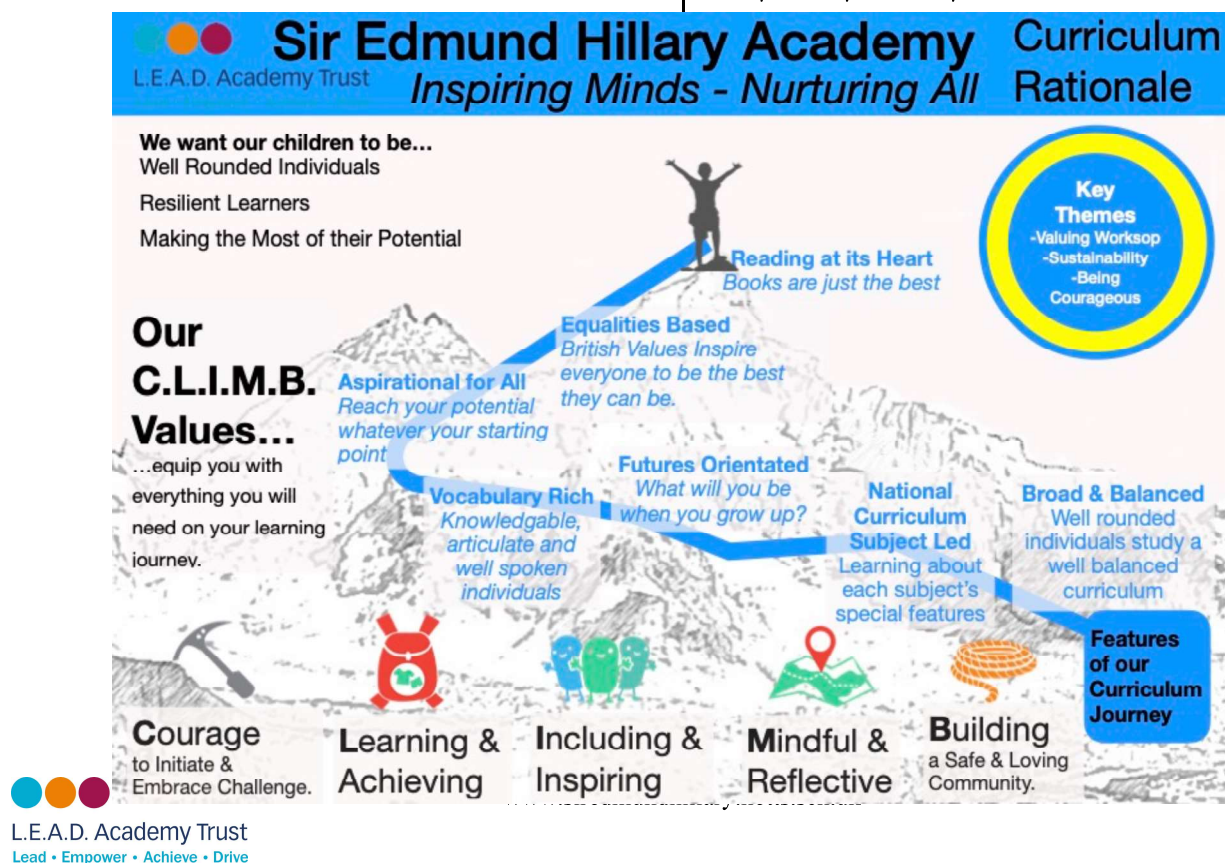 L.E.A.D. Academy Trust
Sir Edmund Hillary Academy
Inspiring Minds - Nurturing All
Curriculum
Rationale
We want our children to be...
Well Rounded Individuals
Resilient Learners
Making the Most of their Potential
Key
Themes
-Valuing Worksop
-Sustainability
-Being
Courageous
Reading at its Heart
Books are just the best
Equalities Based
British Values Inspire
everyone to be the best
they can be.
Aspirational for All
Reach your potential
whatever your starting
point
Our
C.L.I.M.B.
Values...
...equip you with
everything you will
need on your learning
journey.
Vocabulary Rich
Knowledgable,
articulate and
well spoken
individuals
Futures Orientated
What will you be
when you grow up?
National
Curriculum
Subject Led
Learning about
each subject's
special features
Broad & Balanced
Well rounded
individuals study a
well balanced
curriculum
Features
of our
Curriculum
Journey
Courage
to Initiate &
Embrace Challenge.
Learning &
Achieving
Including &
Inspiring
Mindful &
Reflective
Building
a Safe & Loving
Community.
L.E.A.D. Academy Trust
Lead • Empower • Achieve • Drive